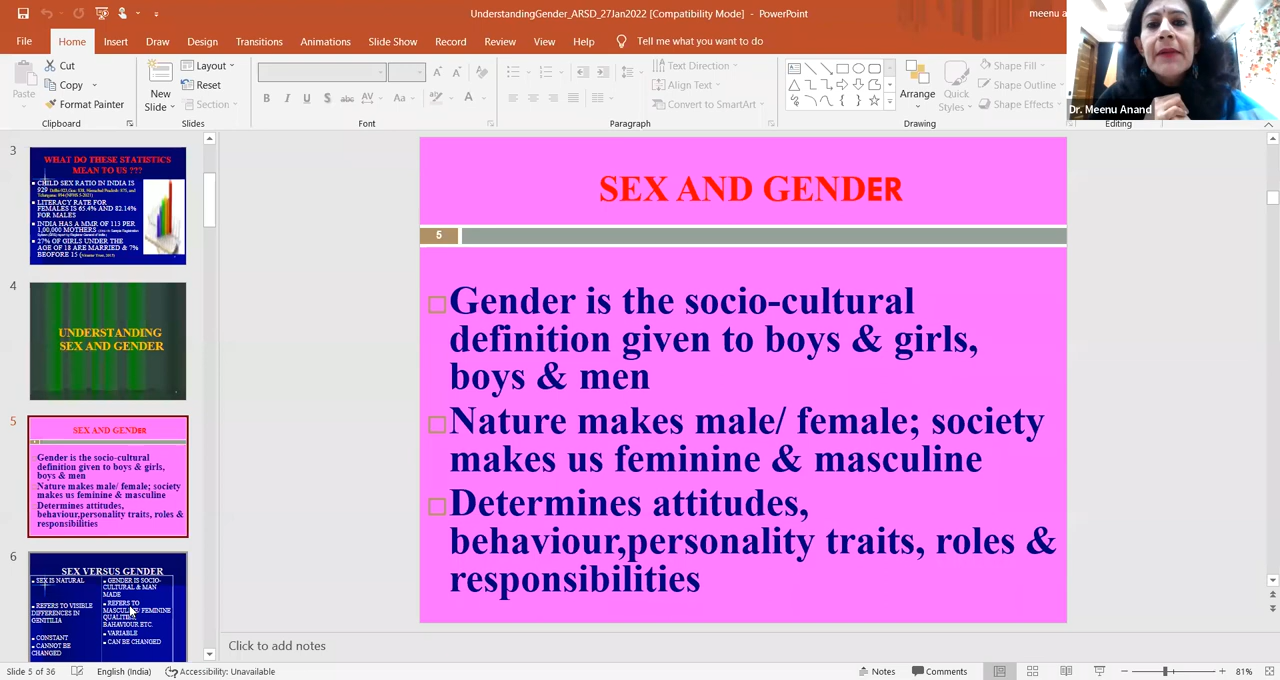 UnderstandingGender_ARSD_27Jan2022 [Compatibility Mode] - PowerPoint
meenu a
File Home Insert Draw Design Transitions Animations Slide Show Record Review View Help Tell me what you want to do
Cut
Copy
Format Painter
Paste
Clipboard
New
Slide
Layout
Reset
Section
Slides
B I U S abc AV Aa A
Font
Text Direction
Align Text
Convert to SmartArt
Paragraph
Arrange
Quick
Styles
Shape Fill
Shape Outline
Shape Effects
Drawing
Editing
Dr. Meenu Anand
3
WHAT DO THESE STATISTICS
MEAN TO US ???
CHILD SEX RATIO IN INDIA IS
929
LITERACY RATE FOR
FEMALES IS 65.4% AND 82.14%
FOR MALES
INDIA HAS A MMR OF 113 PER
1,00,000 MOTHERS
27% OF GIRLS UNDER THE
AGE OF 18 ARE MARRIED & 7%
BEOFORE 15
4
UNDERSTANDING
SEX AND GENDER
5
SEX AND GENDER
Gender is the socio-cultural
definition given to boys & girls,
boys & men
Nature makes male/ female; society
makes us feminine & masculine
Determines attitudes,
behaviour,personality traits, roles &
responsibilities
6
SEX VERSUS GENDER
SEX IS NATURAL
REFERS TO VISIBLE
DIFFERENCES IN
GENITILIA
CONSTANT
CANNOT BE
CHANGED
GENDER IS SOCIO-
CULTURAL & MAN
MADE
REFERS TO
MASCULINE/ FEMININE
QUALITIES,
BAHAVIOUR ETC.
VARIABLE
CAN BE CHANGED
SEX AND GENDER
5
Gender is the socio-cultural
definition given to boys & girls,
boys & men
Nature makes male/ female; society
makes us feminine & masculine
Determines attitudes,
behaviour,personality traits, roles &
responsibilities
Click to add notes
Slide 5 of 36 English (India) Accessibility: Unavailable Notes Comments 81%